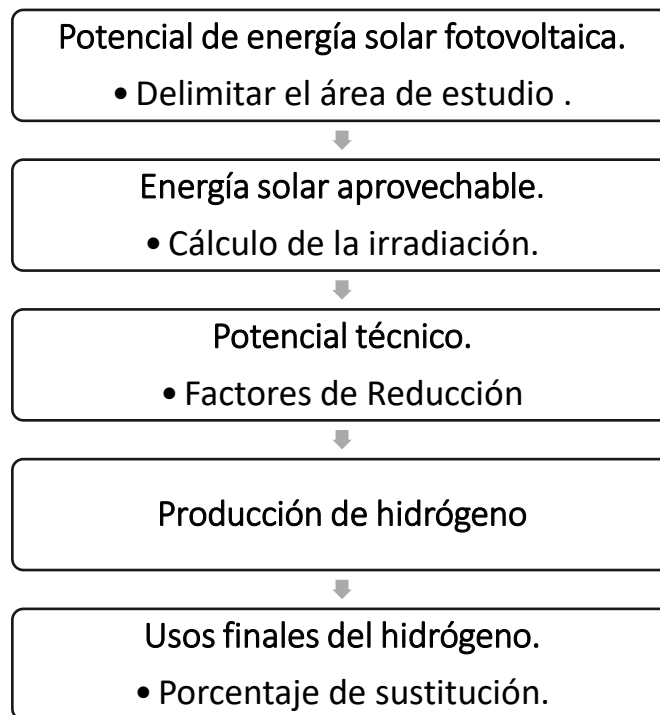 Potencial de energía solar fotovoltaica.
• Delimitar el área de estudio .
Energía solar aprovechable.
• Cálculo de la irradiación.
Potencial técnico.
• Factores de Reducción
Producción de hidrógeno
Usos finales del hidrógeno.
• Porcentaje de sustitución.